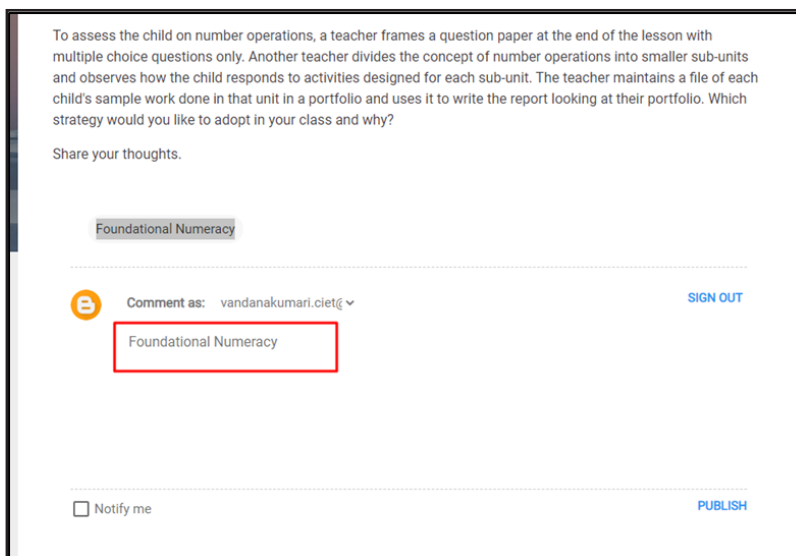 To assess the child on number operations, a teacher frames a question paper at the end of the lesson with
multiple choice questions only. Another teacher divides the concept of number operations into smaller sub-units
and observes how the child responds to activities designed for each sub-unit. The teacher maintains a file of each
child's sample work done in that unit in a portfolio and uses it to write the report looking at their portfolio. Which
strategy would you like to adopt in your class and why?
Share your thoughts.
Foundational Numeracy
Comment as: vandanakumari.ciet@
SIGN OUT
Foundational Numeracy
Notify me
PUBLISH